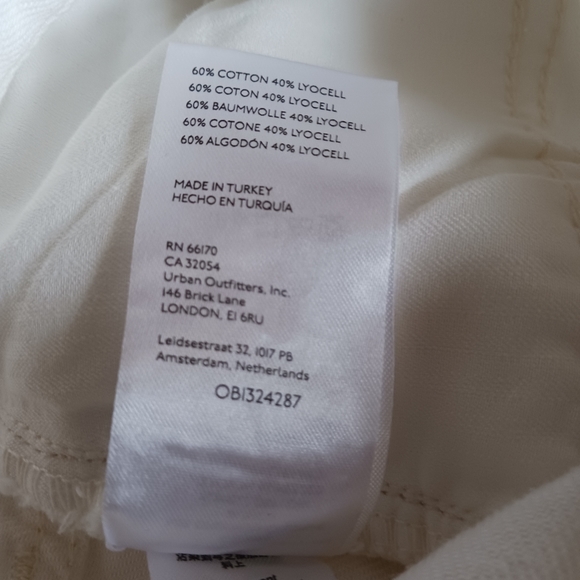 60% COTTON 40% LYOCELL
60% COTON 40% LYOCELL
60% BAUMWOLLE 40% LYOCELL
60% COTONE 40% LYOCELL
60% ALGODÓN 40% LYOCELL
MADE IN TURKEY
HECHO EN TURQUÍA
RN 66170
CA 32054
Urban Outfitters, Inc.
146 Brick Lane
LONDON, E1 6RU
Leidsestraat 32, 1017 PB
Amsterdam, Netherlands
OB1324287